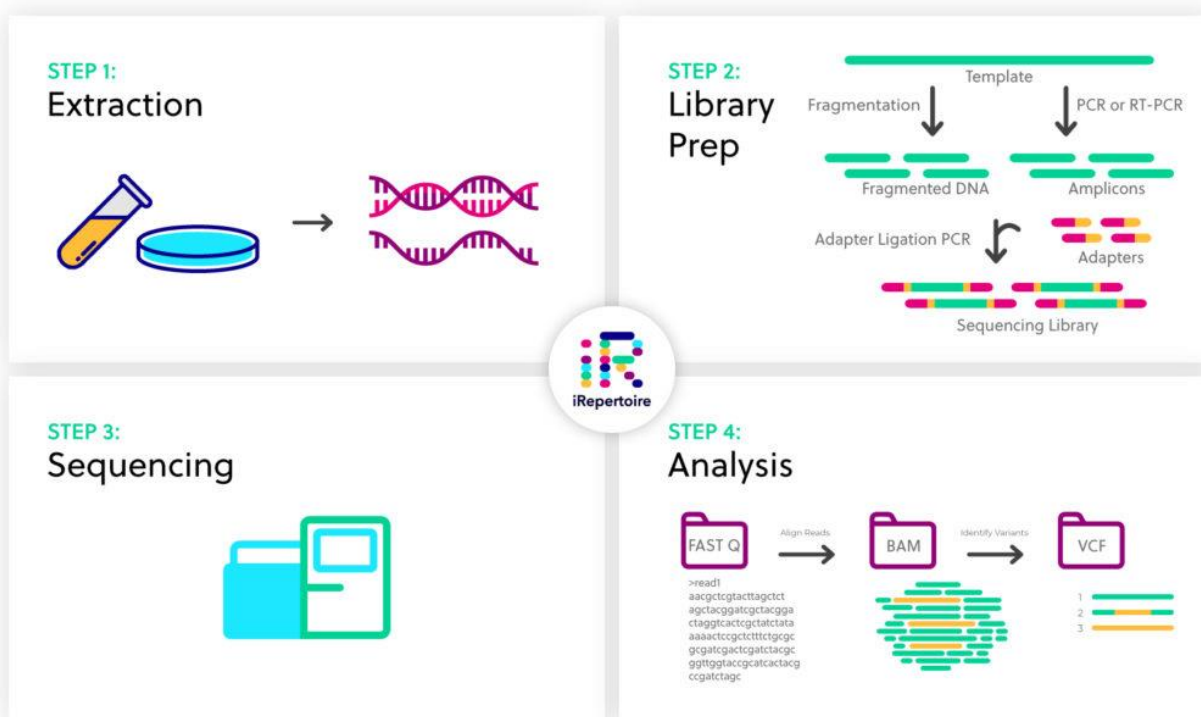 STEP 1:
Extraction
STEP 2:
Library
Prep
Template
Fragmentation
PCR or RT-PCR
Fragmented DNA
Amplicons
Adapter Ligation PCR
Adapters
Sequencing Library
iR
iRepertoire
STEP 3:
Sequencing
STEP 4:
Analysis
FAST Q
Align Reads
BAM
Identify Variants
VCF
>read1
aacgctcgtacttagctct
agctacggatcgctacgga
ctaggtcactcgctatctata
aaaactccgctctttctgcgc
gcgatcgactcgatctacgc
ggttggtaccgcatcactacg
ccgatctagc
1
2
3